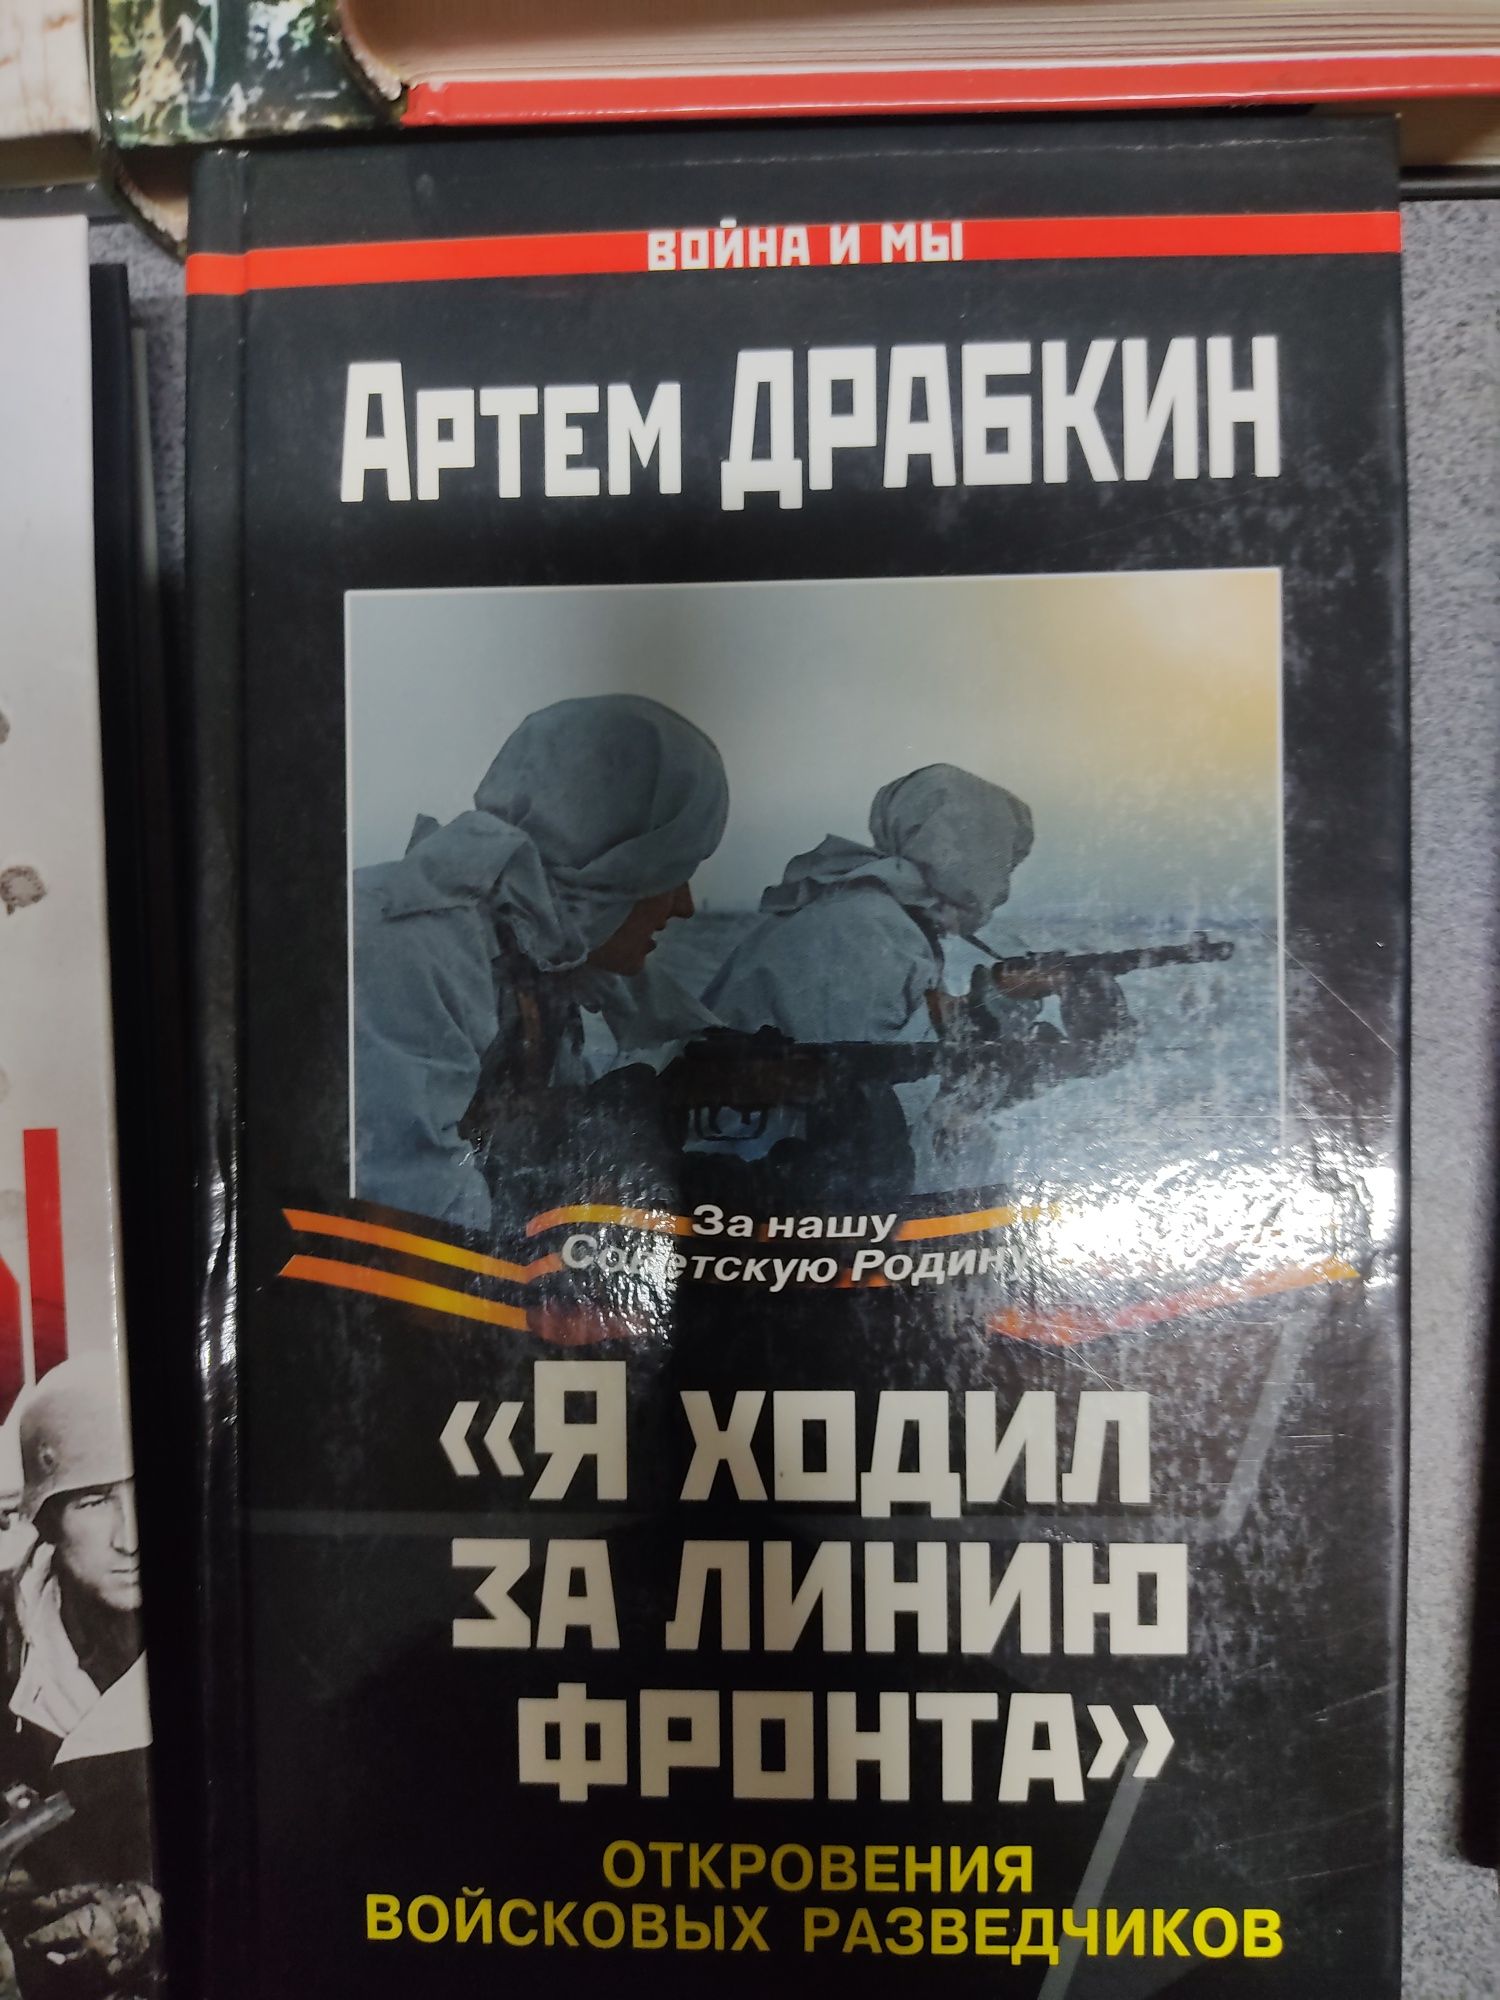 ВОЙНА И МЫ
АРТЕМ ДРАБКИН
За нашу
Советскую Родину
«Я ХОДИЛ
ЗА ЛИНИЮ
ФРОНТА»
ОТКРОВЕНИЯ
ВОЙСКОВЫХ РАЗВЕДЧИКОВ